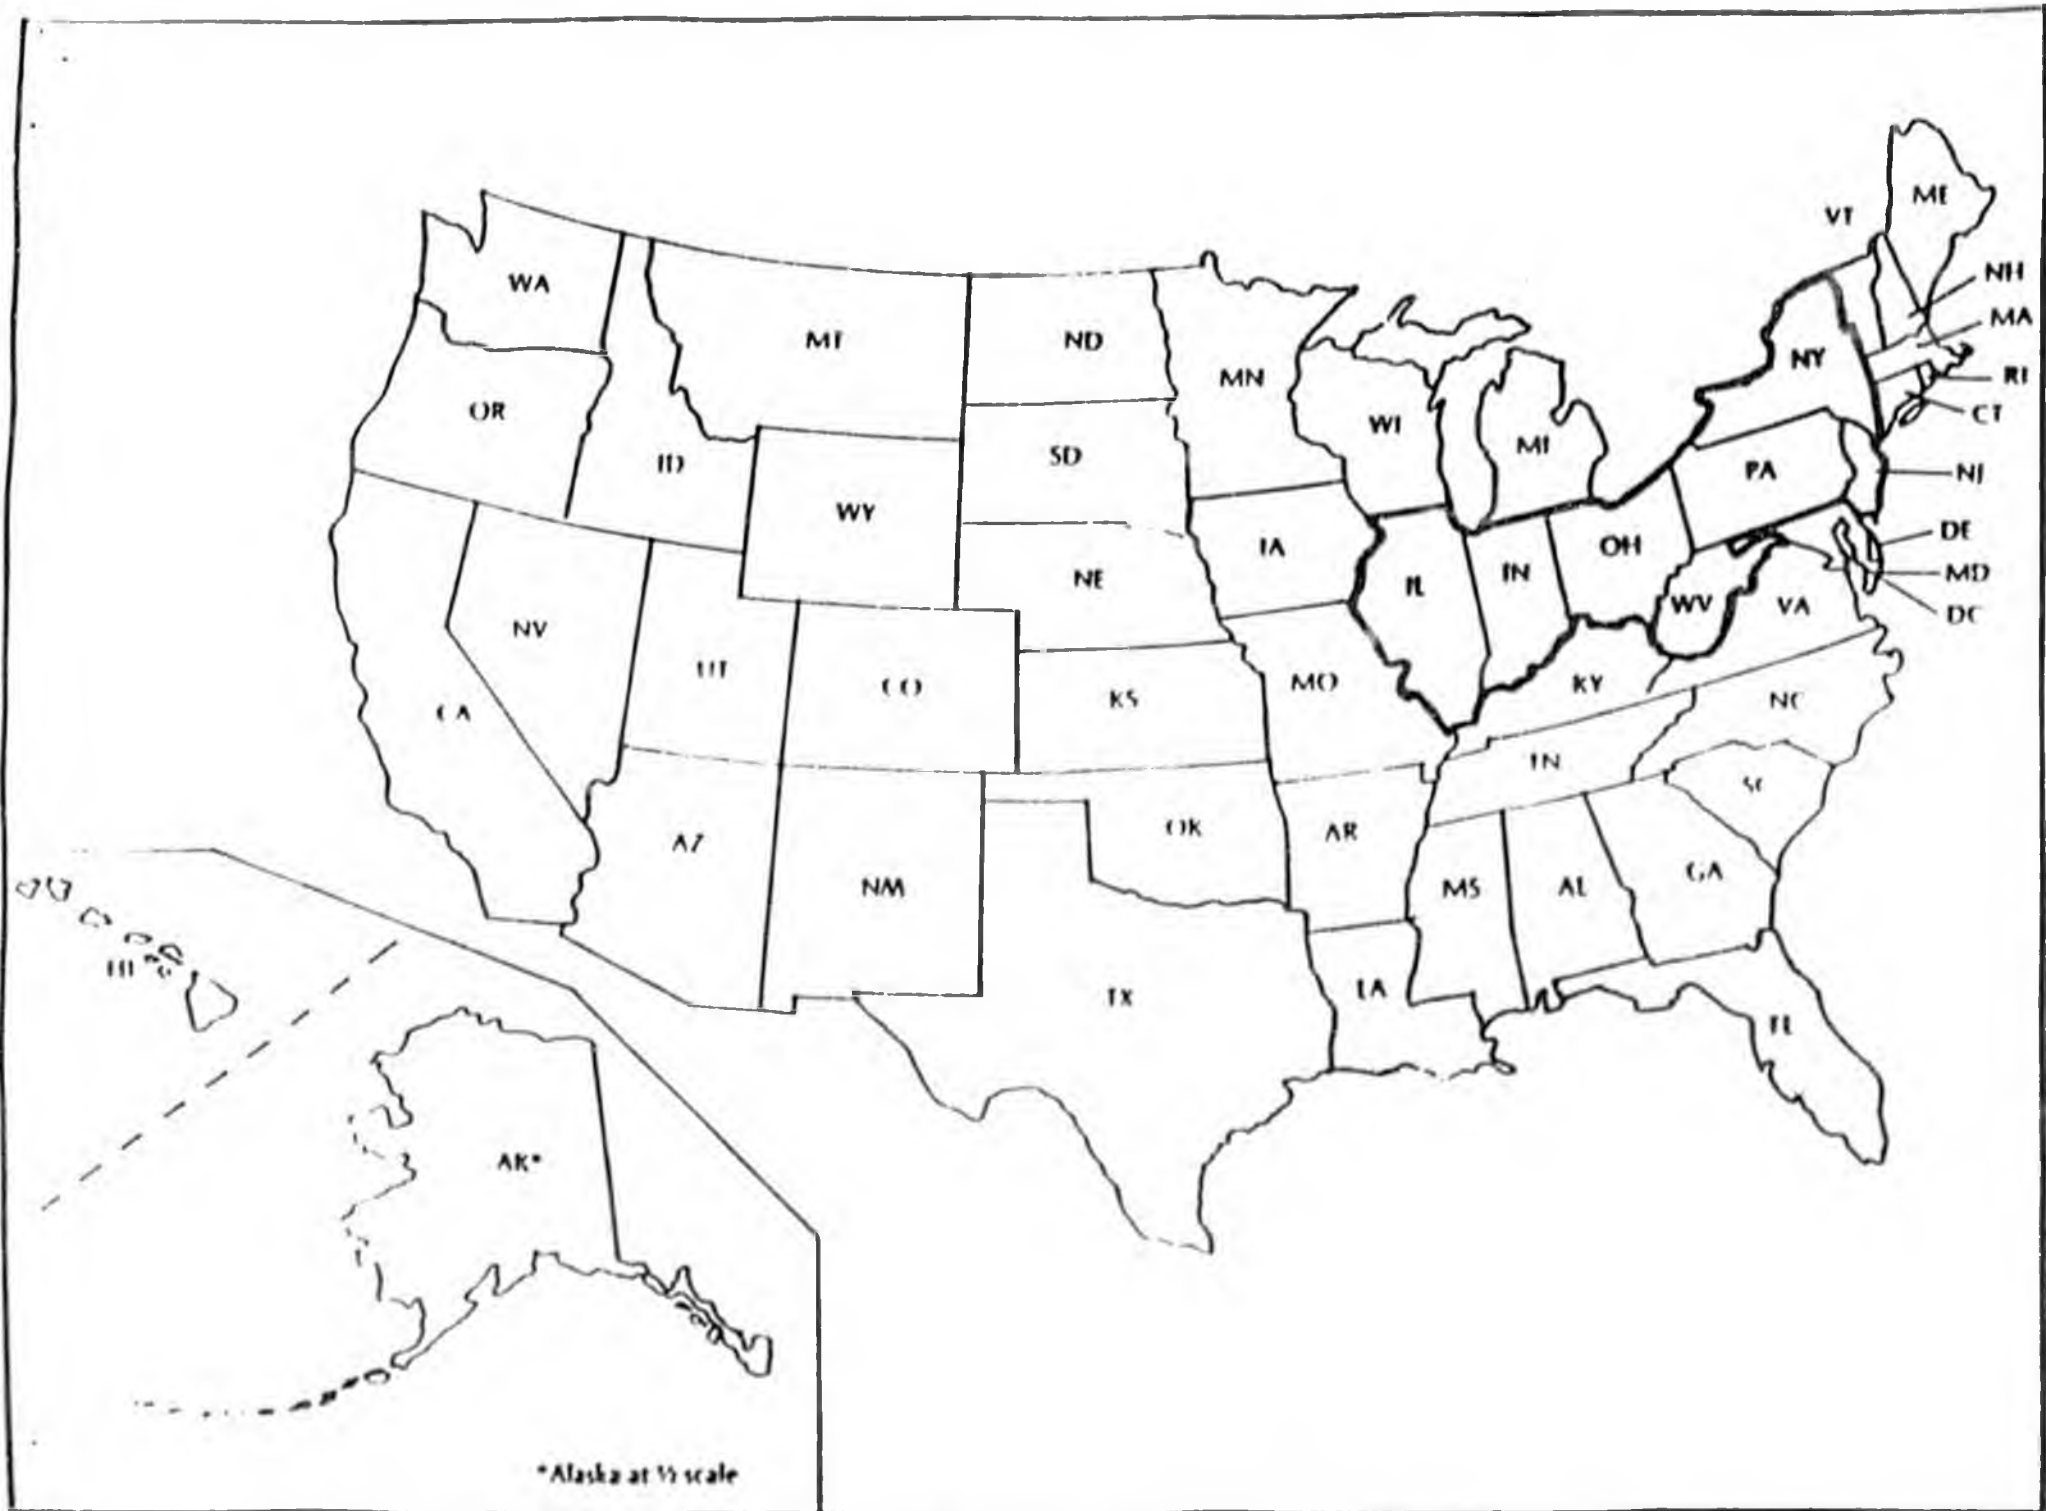 ME
VT
NH
WA
MA
MT
ND
NY
MN
RI
OR
CT
WI
MI
SD
ID
PA
NJ
WY
DE
IA
OH
IN
MD
NE
IL
WV
VA
DC
NV
UT
CO
MO
KY
KS
NC
CA
TN
SC
OK
AR
AZ
GA
NM
MS
AL
HI
TX
LA
FL
AK*
*Alaska at ½ scale